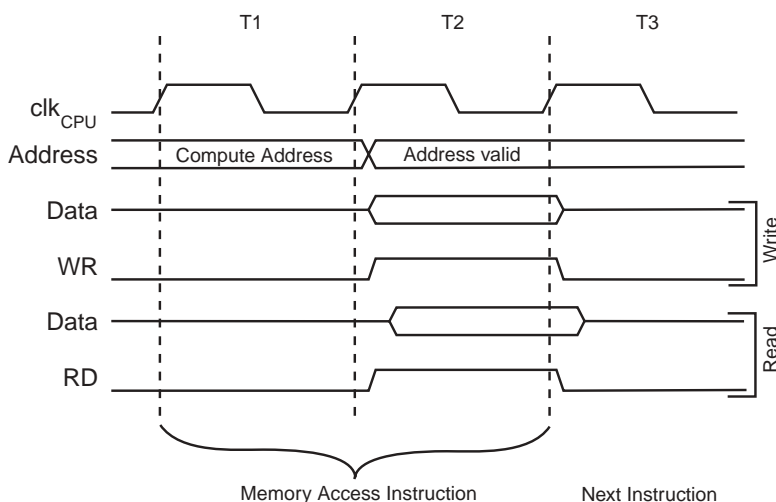 T1 T2 T3
clkCPU
Address Compute Address Address valid
Data
WR
Write
Data
RD
Read
Memory Access Instruction Next Instruction